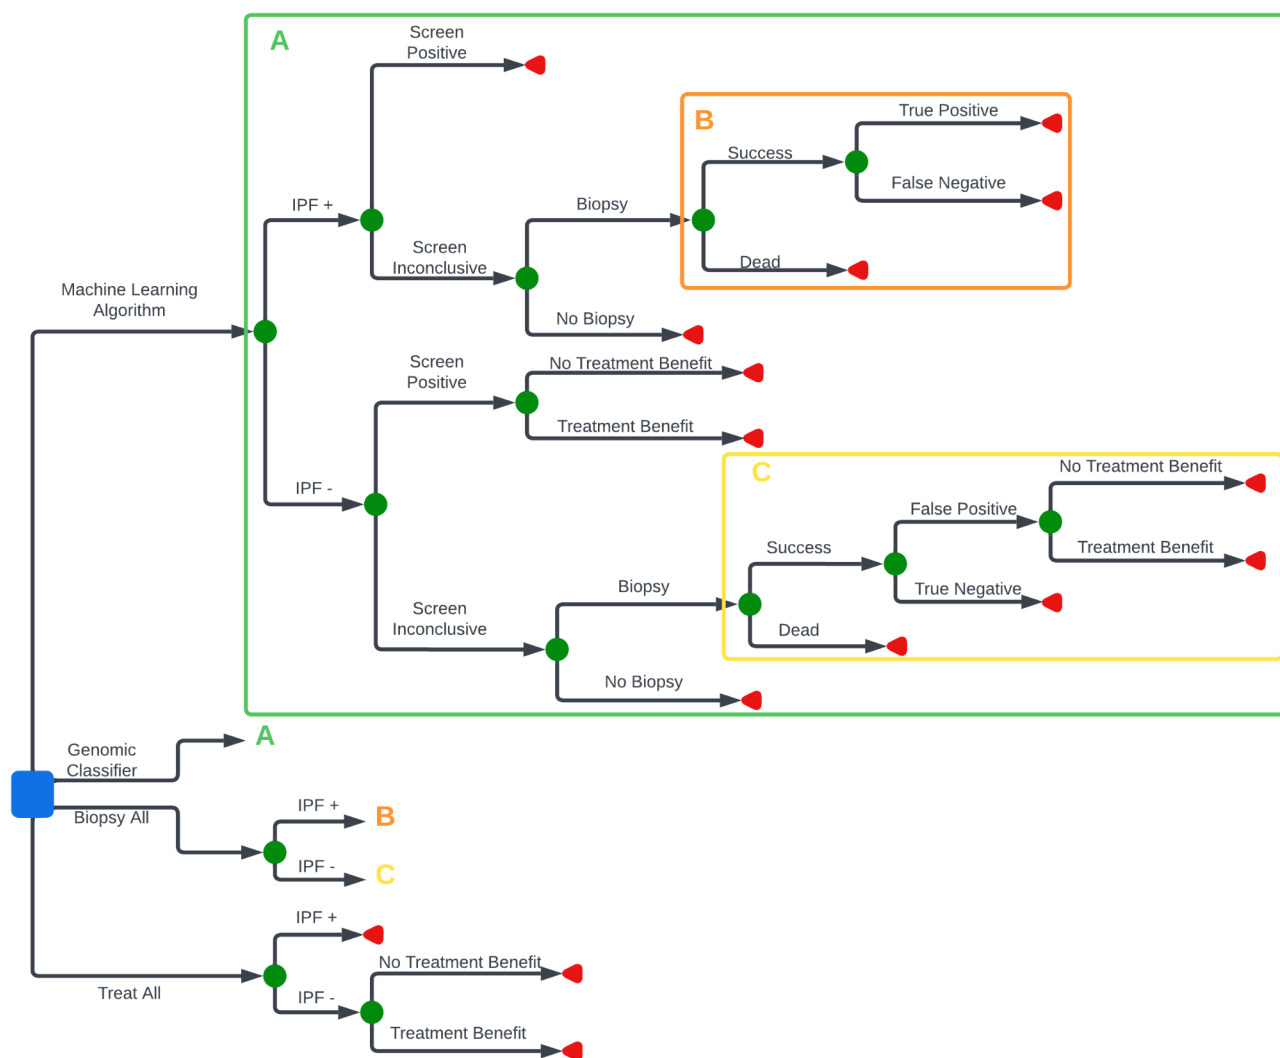 A
Screen
Positive
B
True Positive
Success
False Negative
IPF +
Biopsy
Screen
Inconclusive
Dead
Machine Learning
Algorithm
No Biopsy
Screen
Positive
No Treatment Benefit
Treatment Benefit
C
No Treatment Benefit
IPF -
False Positive
Success
Treatment Benefit
Biopsy
True Negative
Screen
Inconclusive
Dead
No Biopsy
A
Genomic
Classifier
IPF +
B
Biopsy All
IPF -
C
IPF +
No Treatment Benefit
Treat All
IPF -
Treatment Benefit